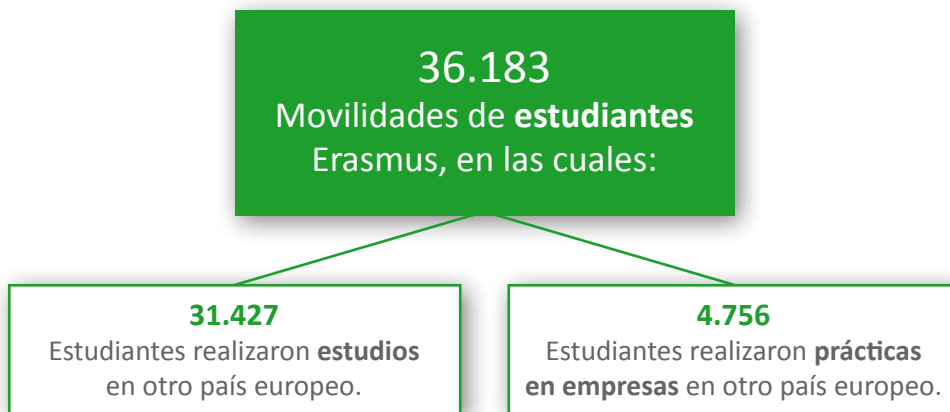 36.183
Movilidades de estudiantes
Erasmus, en las cuales:
31.427
Estudiantes realizaron estudios
en otro país europeo.
4.756
Estudiantes realizaron prácticas
en empresas en otro país europeo.